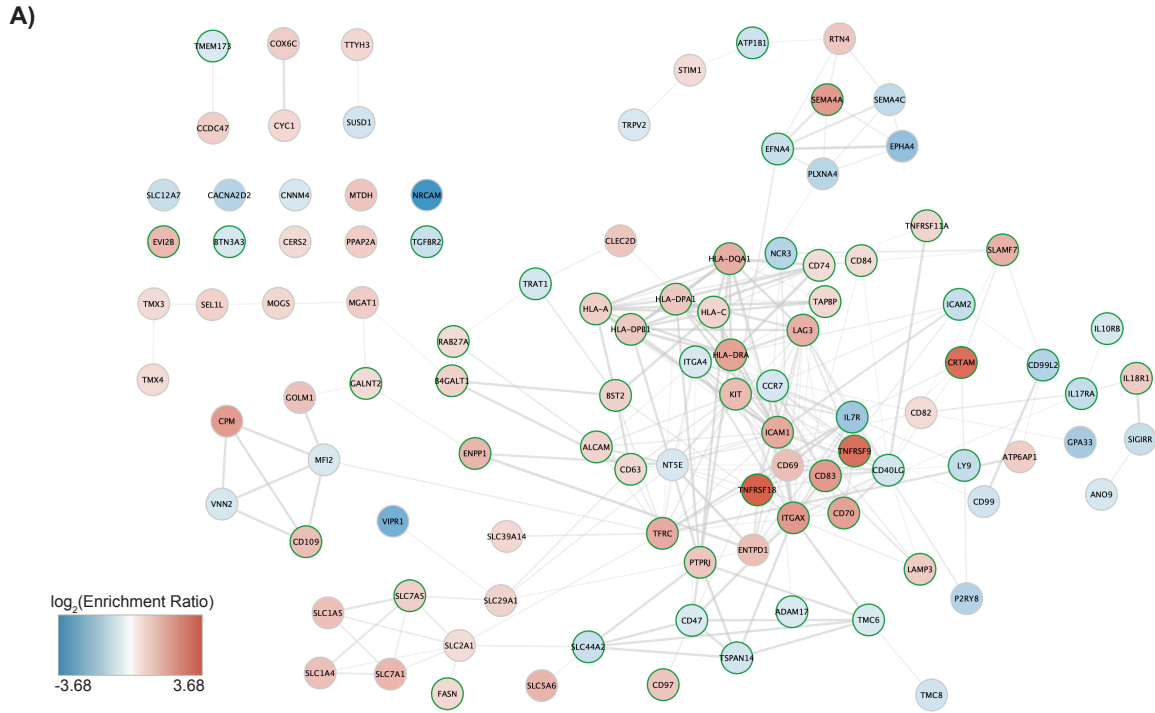 A)
TMEM173
COX6C
TTYH3
CCDC47
CYC1
SUSD1
ATP1B1
RTN4
STIM1
TRPV2
SEMA4A
SEMA4C
EFNA4
EPHA4
PLXNA4
SLC12A7
CACNA2D2
CNNM4
MTDH
NRCAM
EVI2B
BTN3A3
CERS2
PPAP2A
TGFBR2
CLEC2D
TNFRSF11A
HLA-DQA1
NCR3
CD74
CD84
SLAMF7
TRAT1
TMX3
SEL1L
MOGS
MGAT1
HLA-A
HLA-DPA1
HLA-C
TAPBP
ICAM2
HLA-DPB1
LAG3
IL10RB
RAB27A
ITGA4
HLA-DRA
CRTAM
CD99L2
TMX4
GALNT2
B4GALT1
BST2
KIT
CCR7
IL17RA
IL18R1
GOLM1
CPM
IL7R
CD82
ICAM1
GPA33
SIGIRR
MFI2
ENPP1
ALCAM
CD63
NT5E
CD69
TNFRSF9
CD83
CD40LG
LY9
ATP6AP1
VNN2
TNFRSF18
CD99
ANO9
VIPR1
ITGAX
CD70
CD109
SLC39A14
TFRC
ENTPD1
PTPRJ
LAMP3
log2(Enrichment Ratio)
-3.68
3.68
SLC7A5
SLC29A1
P2RY8
SLC1A5
CD47
ADAM17
TMC6
SLC2A1
SLC44A2
TSPAN14
SLC1A4
SLC7A1
FASN
SLC5A6
CD97
TMC8